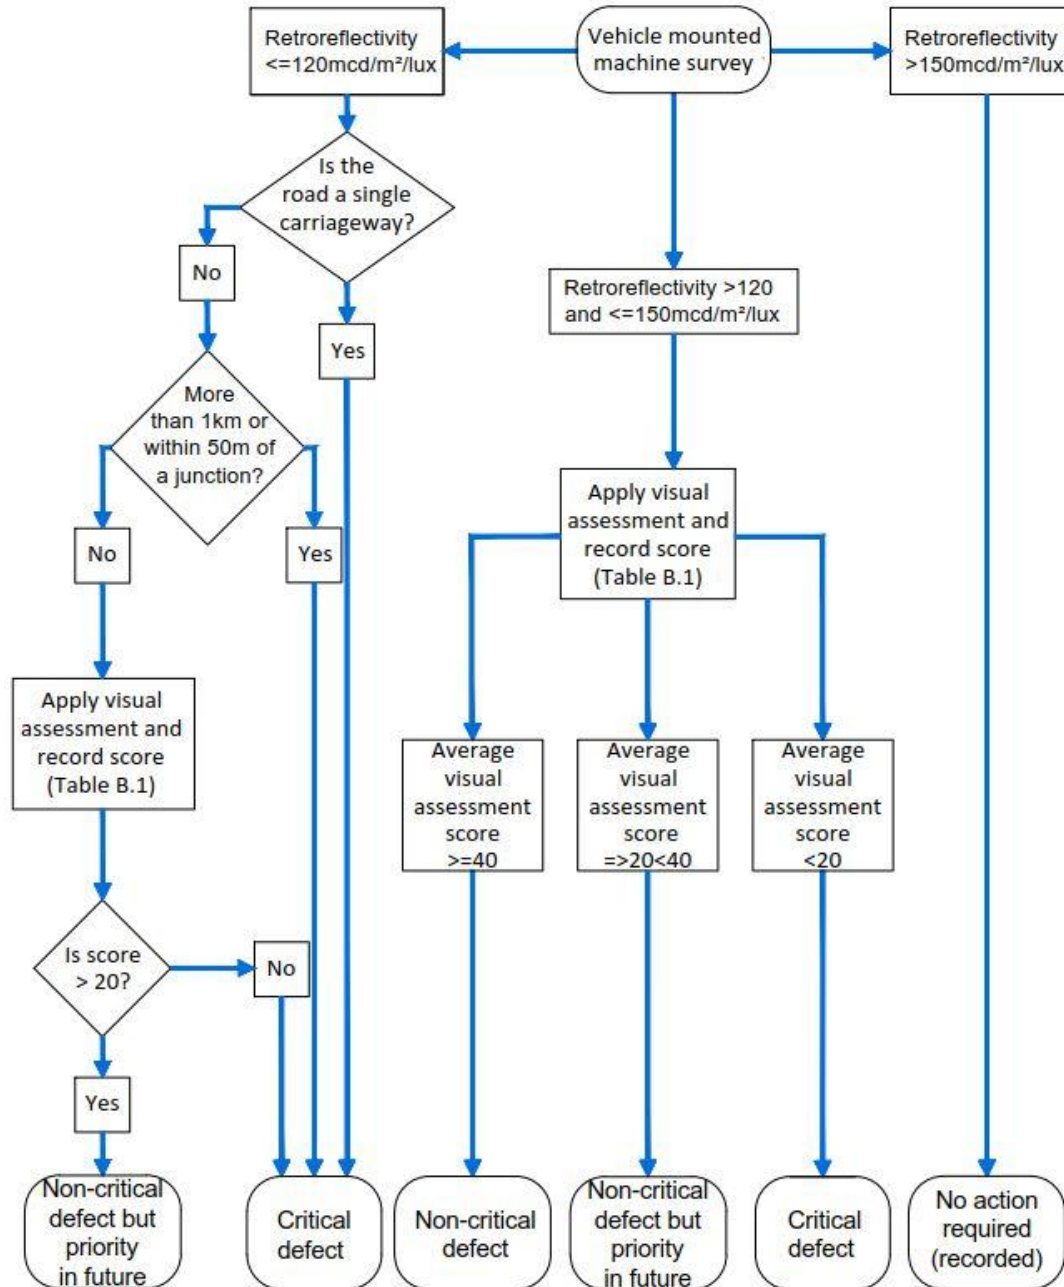 Retroreflectivity
<=120mcd/m²/lux
Vehicle mounted
machine survey
Retroreflectivity
>150mcd/m²/lux
Is the
road a single
carriageway?
No
Yes
Retroreflectivity >120
and <=150mcd/m²/lux
More
than 1km or
within 50m of
a junction?
No
Yes
Apply visual
assessment and
record score
(Table B.1)
Apply visual
assessment and
record score
(Table B.1)
Average
visual
assessment
score
>=40
Average
visual
assessment
score
=>20<40
Average
visual
assessment
score
<20
Is score
> 20?
No
Yes
Non-critical
defect but
priority
in future
Critical
defect
Non-critical
defect
Non-critical
defect but
priority
in future
Critical
defect
No action
required
(recorded)